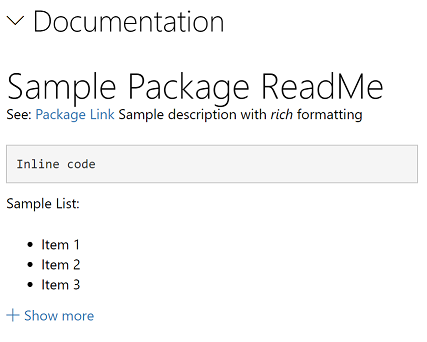 Documentation
Sample Package ReadMe
See: Package Link Sample description with rich formatting
Inline code
Sample List:
• Item 1
• Item 2
• Item 3
+ Show more